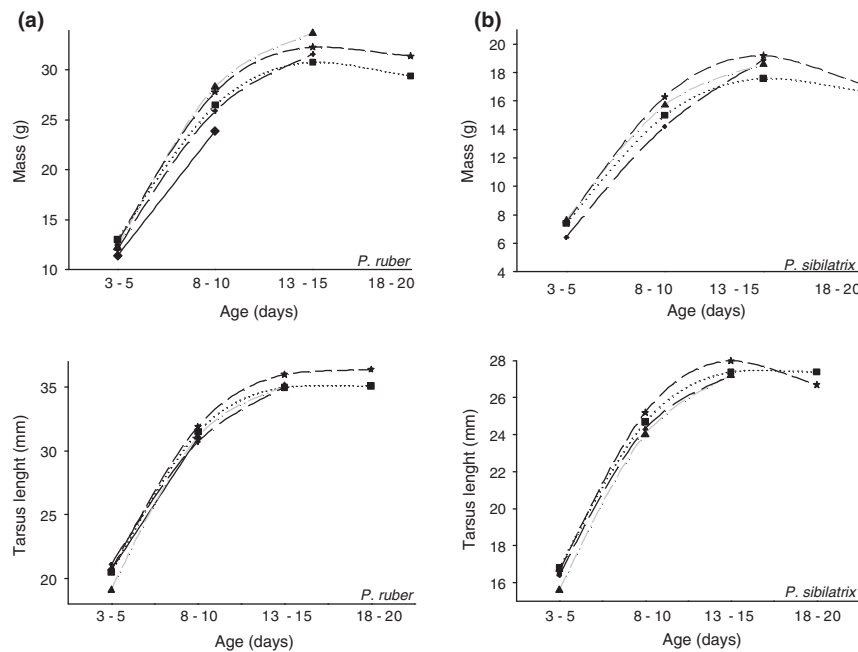 (a)
Mass (g)
30
25
20
15
10
3 - 5
8 - 10
13 - 15
18 - 20
P. ruber
Age (days)
(b)
Mass (g)
20
18
16
14
12
10
8
6
4
3 - 5
8 - 10
13 - 15
18 - 20
P. sibilatrix
Age (days)
Tarsus lenght (mm)
35
30
25
20
3 - 5
8 - 10
13 - 15
18 - 20
P. ruber
Age (days)
Tarsus lenght (mm)
28
26
24
22
20
18
16
3 - 5
8 - 10
13 - 15
18 - 20
P. sibilatrix
Age (days)